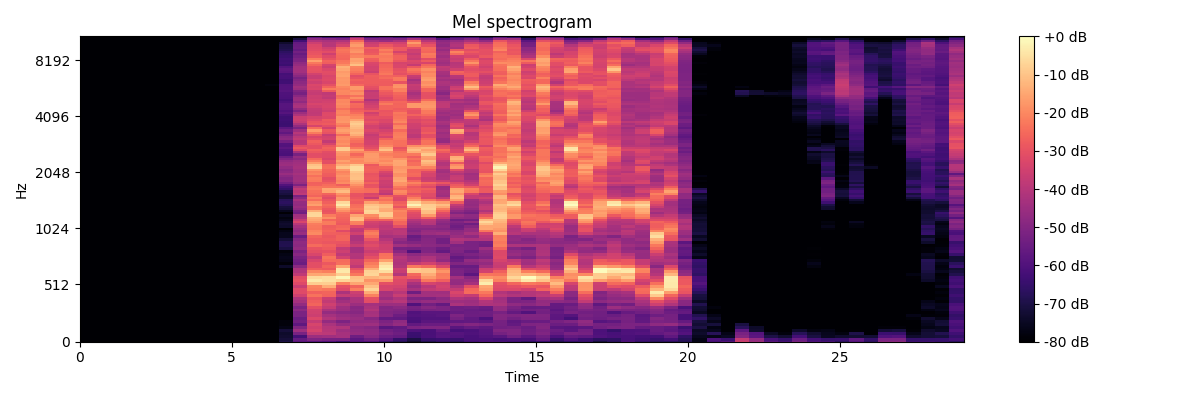 Mel spectrogram
+0 dB
8192
-10 dB
4096
-20 dB
-30 dB
2048
Hz
-40 dB
1024
-50 dB
512
-60 dB
-70 dB
0
-80 dB
0 5 10 15 20 25
Time